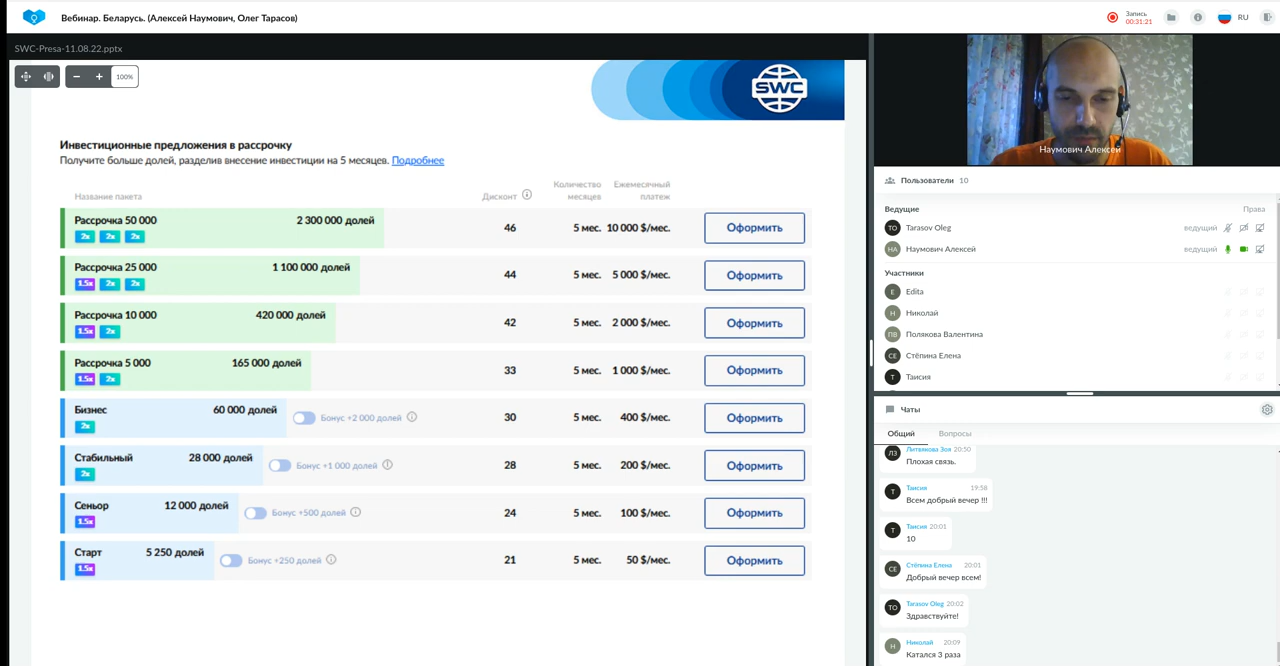 Вебинар. Беларусь. (Алексей Наумович, Олег Тарасов)
Запись
00:31:21
RU
SWC-Presa-11.08.22.pptx
100%
SWC
Инвестиционные предложения в рассрочку
Получите больше долей, разделив внесение инвестиции на 5 месяцев. Подробнее
Название пакета
Дисконт
Количество месяцев
Ежемесячный платеж
Рассрочка 50 000 2 300 000 долей 46 5 мес. 10 000 $/мес. Оформить
2x 2x 2x
Рассрочка 25 000 1 100 000 долей 44 5 мес. 5 000 $/мес. Оформить
1.5x 2x 2x
Рассрочка 10 000 420 000 долей 42 5 мес. 2 000 $/мес. Оформить
1.5x 2x
Рассрочка 5 000 165 000 долей 33 5 мес. 1 000 $/мес. Оформить
1.5x 2x
Бизнес 60 000 долей Бонус +2 000 долей 30 5 мес. 400 $/мес. Оформить
2x
Стабильный 28 000 долей Бонус +1 000 долей 28 5 мес. 200 $/мес. Оформить
2x
Сеньор 12 000 долей Бонус +500 долей 24 5 мес. 100 $/мес. Оформить
1.5x
Старт 5 250 долей Бонус +250 долей 21 5 мес. 50 $/мес. Оформить
1.5x
Наумович Алексей
Пользователи 10
Ведущие Права
TO Tarasov Oleg ведущий
НА Наумович Алексей ведущий
Участники
E Edita
Н Николай
ПВ Полякова Валентина
СЕ Стёпина Елена
Т Таисия
Чаты
Общий Вопросы
ЛЗ Литвякова Зоя 20:50
Плохая связь.
Т Таисия 19:58
Всем добрый вечер !!!
Т Таисия 20:01
10
СЕ Стёпина Елена 20:01
Добрый вечер всем!
TO Tarasov Oleg 20:02
Здравствуйте!
Н Николай 20:09
Катался 3 раза